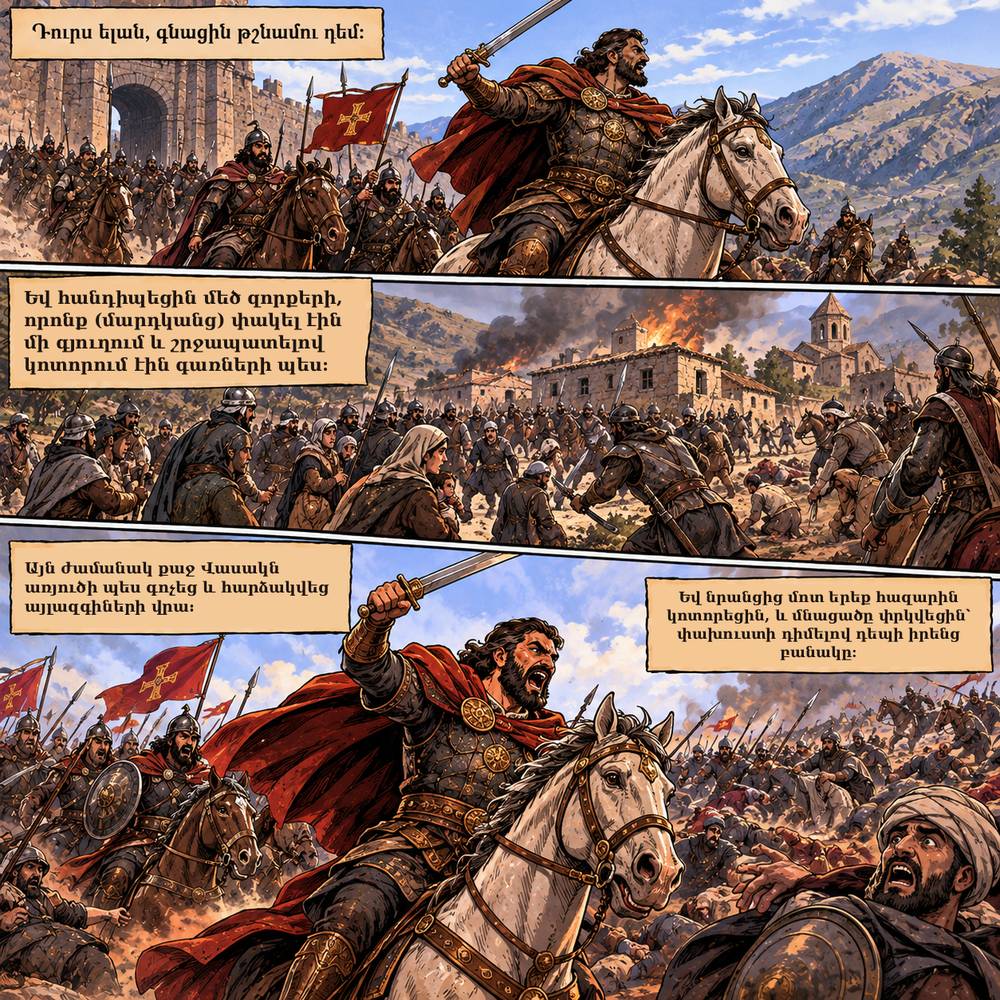 Դուրս ելան, գնացին թշնամու դեմ:
Եվ հանդիպեցին մեծ զորքերի,
որոնք (մարդկանց) փակել էին
մի գյուղում և շրջապատելով
կոտորում էին գառների պես:
Այն ժամանակ քաջ Վասակն
առյուծի պես գոչեց և հարձակվեց
այլազգիների վրա:
Եվ նրանցից մոտ երեք հազարին
կոտորեցին, և մնացածը փրկվեցին՝
փախուստի դիմելով դեպի իրենց
բանակը: